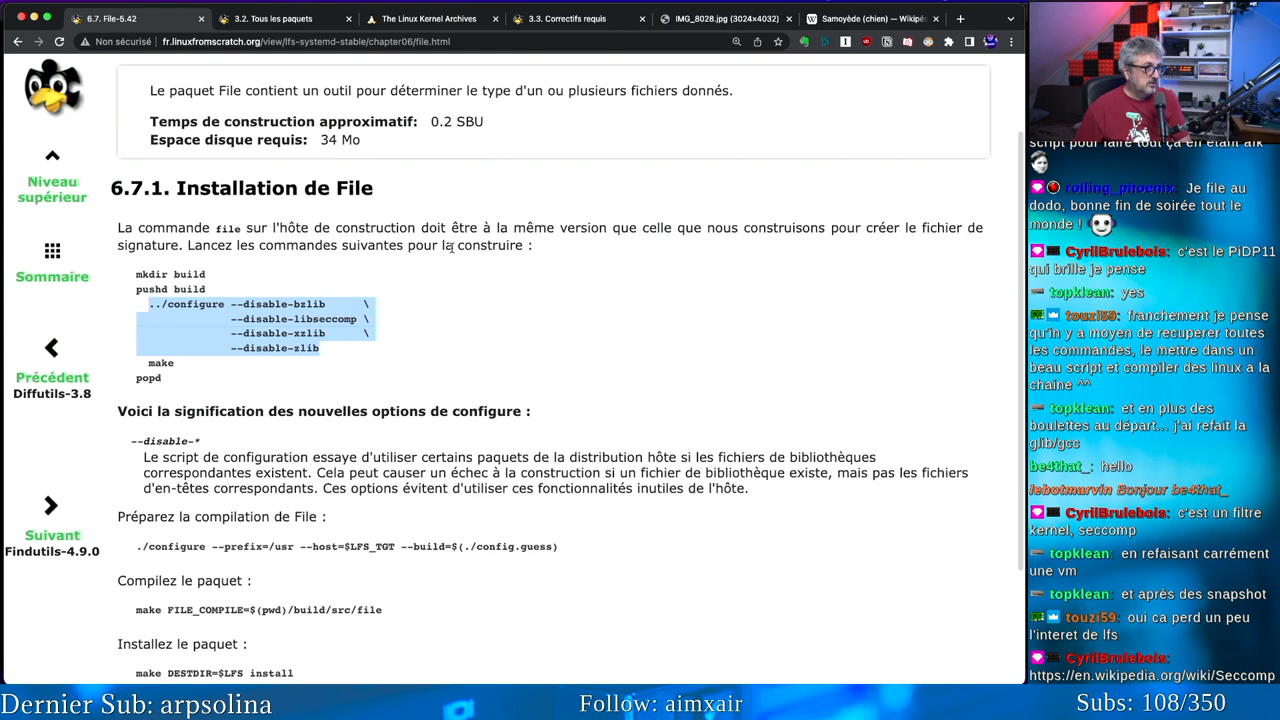 6.7. File-5.42
3.2. Tous les paquets
The Linux Kernel Archives
3.3. Correctifs requis
IMG_8028.jpg (3024×4032)
Samoyède (chien) — Wikipé
Non sécurisé
fr.linuxfromscratch.org/view/lfs-systemd-stable/chapter06/file.html
Niveau
supérieur
Sommaire
Précédent
Diffutils-3.8
Suivant
Findutils-4.9.0
Le paquet File contient un outil pour déterminer le type d'un ou plusieurs fichiers donnés.
Temps de construction approximatif: 0.2 SBU
Espace disque requis: 34 Mo
6.7.1. Installation de File
La commande file sur l'hôte de construction doit être à la même version que celle que nous construisons pour créer le fichier de
signature. Lancez les commandes suivantes pour la construire :
mkdir build
pushd build
../configure --disable-bzlib \
--disable-libseccomp \
--disable-xzlib \
--disable-zlib
make
popd
Voici la signification des nouvelles options de configure :
--disable-*
Le script de configuration essaye d'utiliser certains paquets de la distribution hôte si les fichiers de bibliothèques
correspondantes existent. Cela peut causer un échec à la construction si un fichier de bibliothèque existe, mais pas les fichiers
d'en-têtes correspondants. Ces options évitent d'utiliser ces fonctionnalités inutiles de l'hôte.
Préparez la compilation de File :
./configure --prefix=/usr --host=$LFS_TGT --build=$(./config.guess)
Compilez le paquet :
make FILE_COMPILE=$(pwd)/build/src/file
Installez le paquet :
make DESTDIR=$LFS install
script pour faire tout ça en étant afk
rolling_phoenix: Je file au
dodo, bonne fin de soirée tout le
monde !
CyrilBrulebois: c'est le PiDP11
qui brille je pense
topklean: yes
touzi59: franchement je pense
qu'in y a moyen de recuperer toutes
les commandes, le mettre dans un
beau script et compiler des linux a la
chaine ^^
topklean: et en plus des
boulettes au départ... j'ai refait la
glib/gcc
be4that_: hello
lebotmarvin Bonjour be4that_
CyrilBrulebois: c'est un filtre
kernel, seccomp
topklean: en refaisant carrément
une vm
topklean: et après des snapshot
touzi59: oui ca perd un peu
l'interet de lfs
CyrilBrulebois:
https://en.wikipedia.org/wiki/Seccomp
Dernier Sub: arpsolina
Follow: aimxair
Subs: 108/350